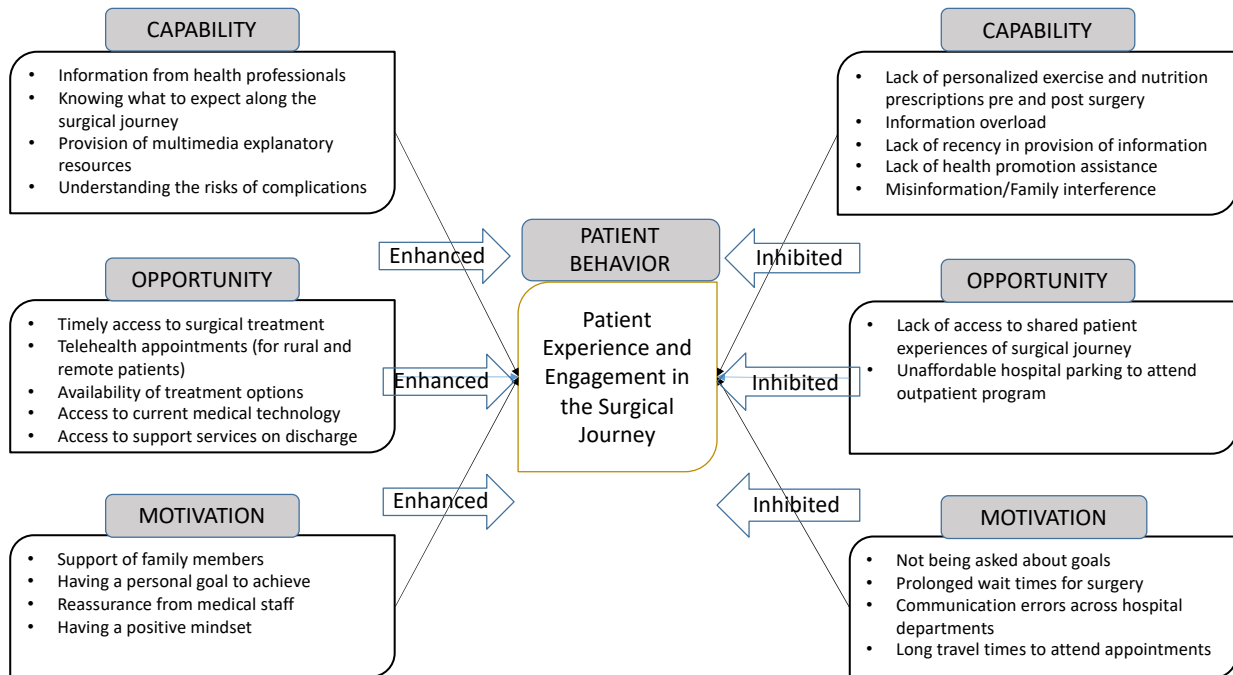 CAPABILITY
• Information from health professionals
• Knowing what to expect along the
surgical journey
• Provision of multimedia explanatory
resources
• Understanding the risks of complications
OPPORTUNITY
• Timely access to surgical treatment
• Telehealth appointments (for rural and
remote patients)
• Availability of treatment options
• Access to current medical technology
• Access to support services on discharge
MOTIVATION
• Support of family members
• Having a personal goal to achieve
• Reassurance from medical staff
• Having a positive mindset
Enhanced
Enhanced
Enhanced
PATIENT
BEHAVIOR
Patient
Experience and
Engagement in
the Surgical
Journey
Inhibited
Inhibited
Inhibited
CAPABILITY
• Lack of personalized exercise and nutrition
prescriptions pre and post surgery
• Information overload
• Lack of recency in provision of information
• Lack of health promotion assistance
• Misinformation/Family interference
OPPORTUNITY
• Lack of access to shared patient
experiences of surgical journey
• Unaffordable hospital parking to attend
outpatient program
MOTIVATION
• Not being asked about goals
• Prolonged wait times for surgery
• Communication errors across hospital
departments
• Long travel times to attend appointments